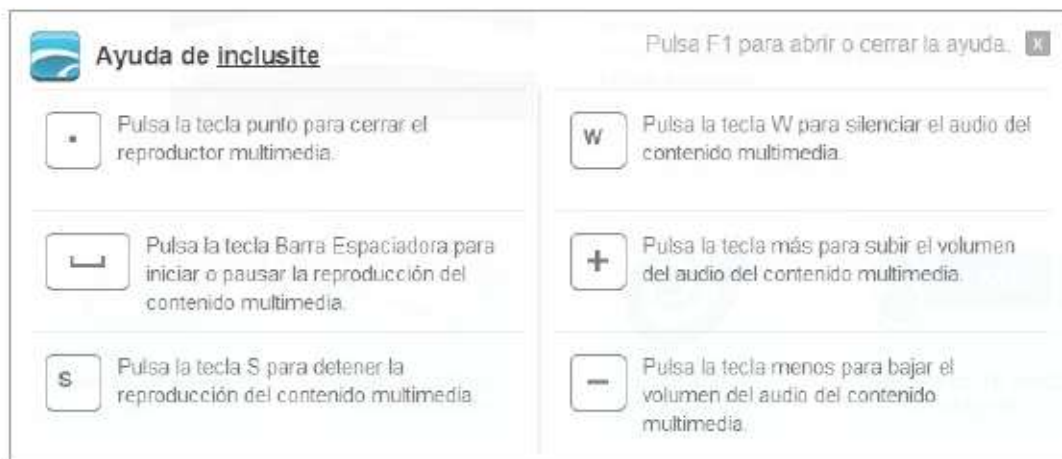 Ayuda de inclusite
Pulsa F1 para abrir o cerrar la ayuda. x
. Pulsa la tecla punto para cerrar el
reproductor multimedia.
Pulsa la tecla Barra Espaciadora para
iniciar o pausar la reproducción del
contenido multimedia.
S Pulsa la tecla S para detener la
reproducción del contenido multimedia.
W Pulsa la tecla W para silenciar el audio del
contenido multimedia.
+ Pulsa la tecla más para subir el volumen
del audio del contenido multimedia.
− Pulsa la tecla menos para bajar el
volumen del audio del contenido
multimedia.